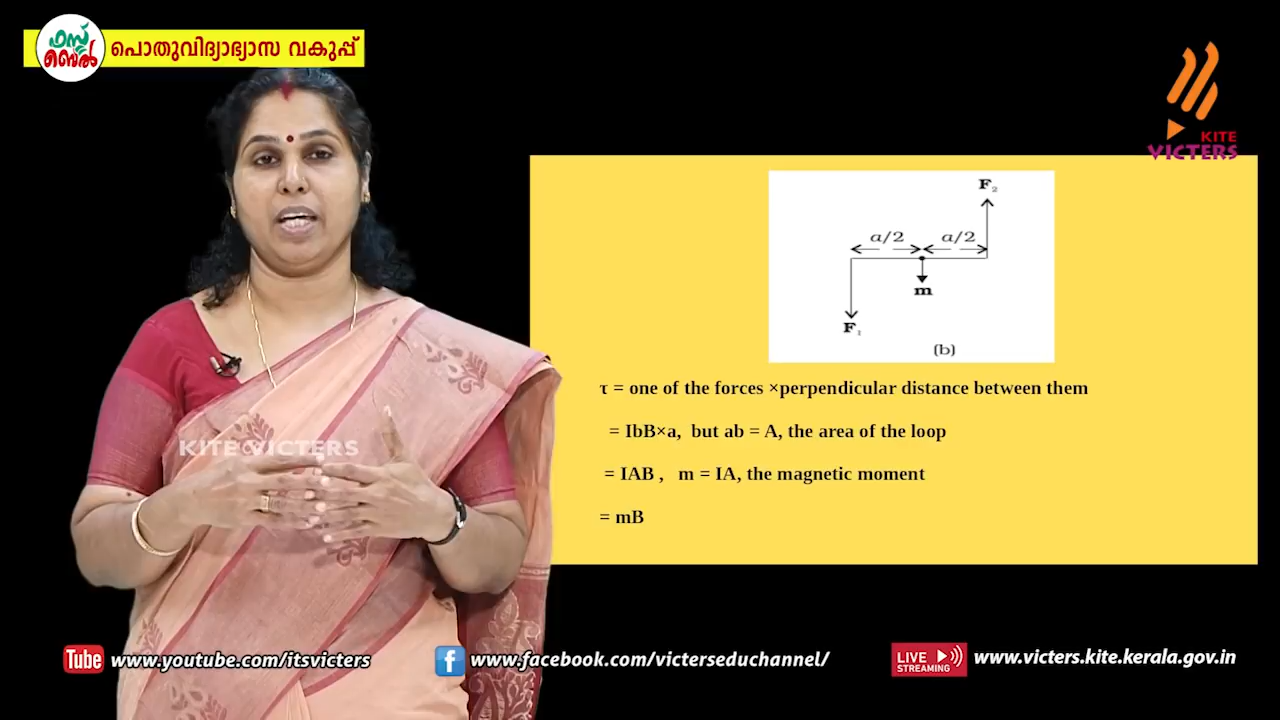 ഫസ്റ്റ്
ബെൽ
പൊതുവിദ്യാഭ്യാസ വകുപ്പ്
KITE
VICTERS
F₂
a/2 a/2
m
F₁
(b)
τ = one of the forces ×perpendicular distance between them
= IbB×a, but ab = A, the area of the loop
= IAB , m = IA, the magnetic moment
= mB
KITE VICTERS
Tube www.youtube.com/itsvicters
f www.facebook.com/victerseduchannel/
LIVE STREAMING www.victers.kite.kerala.gov.in